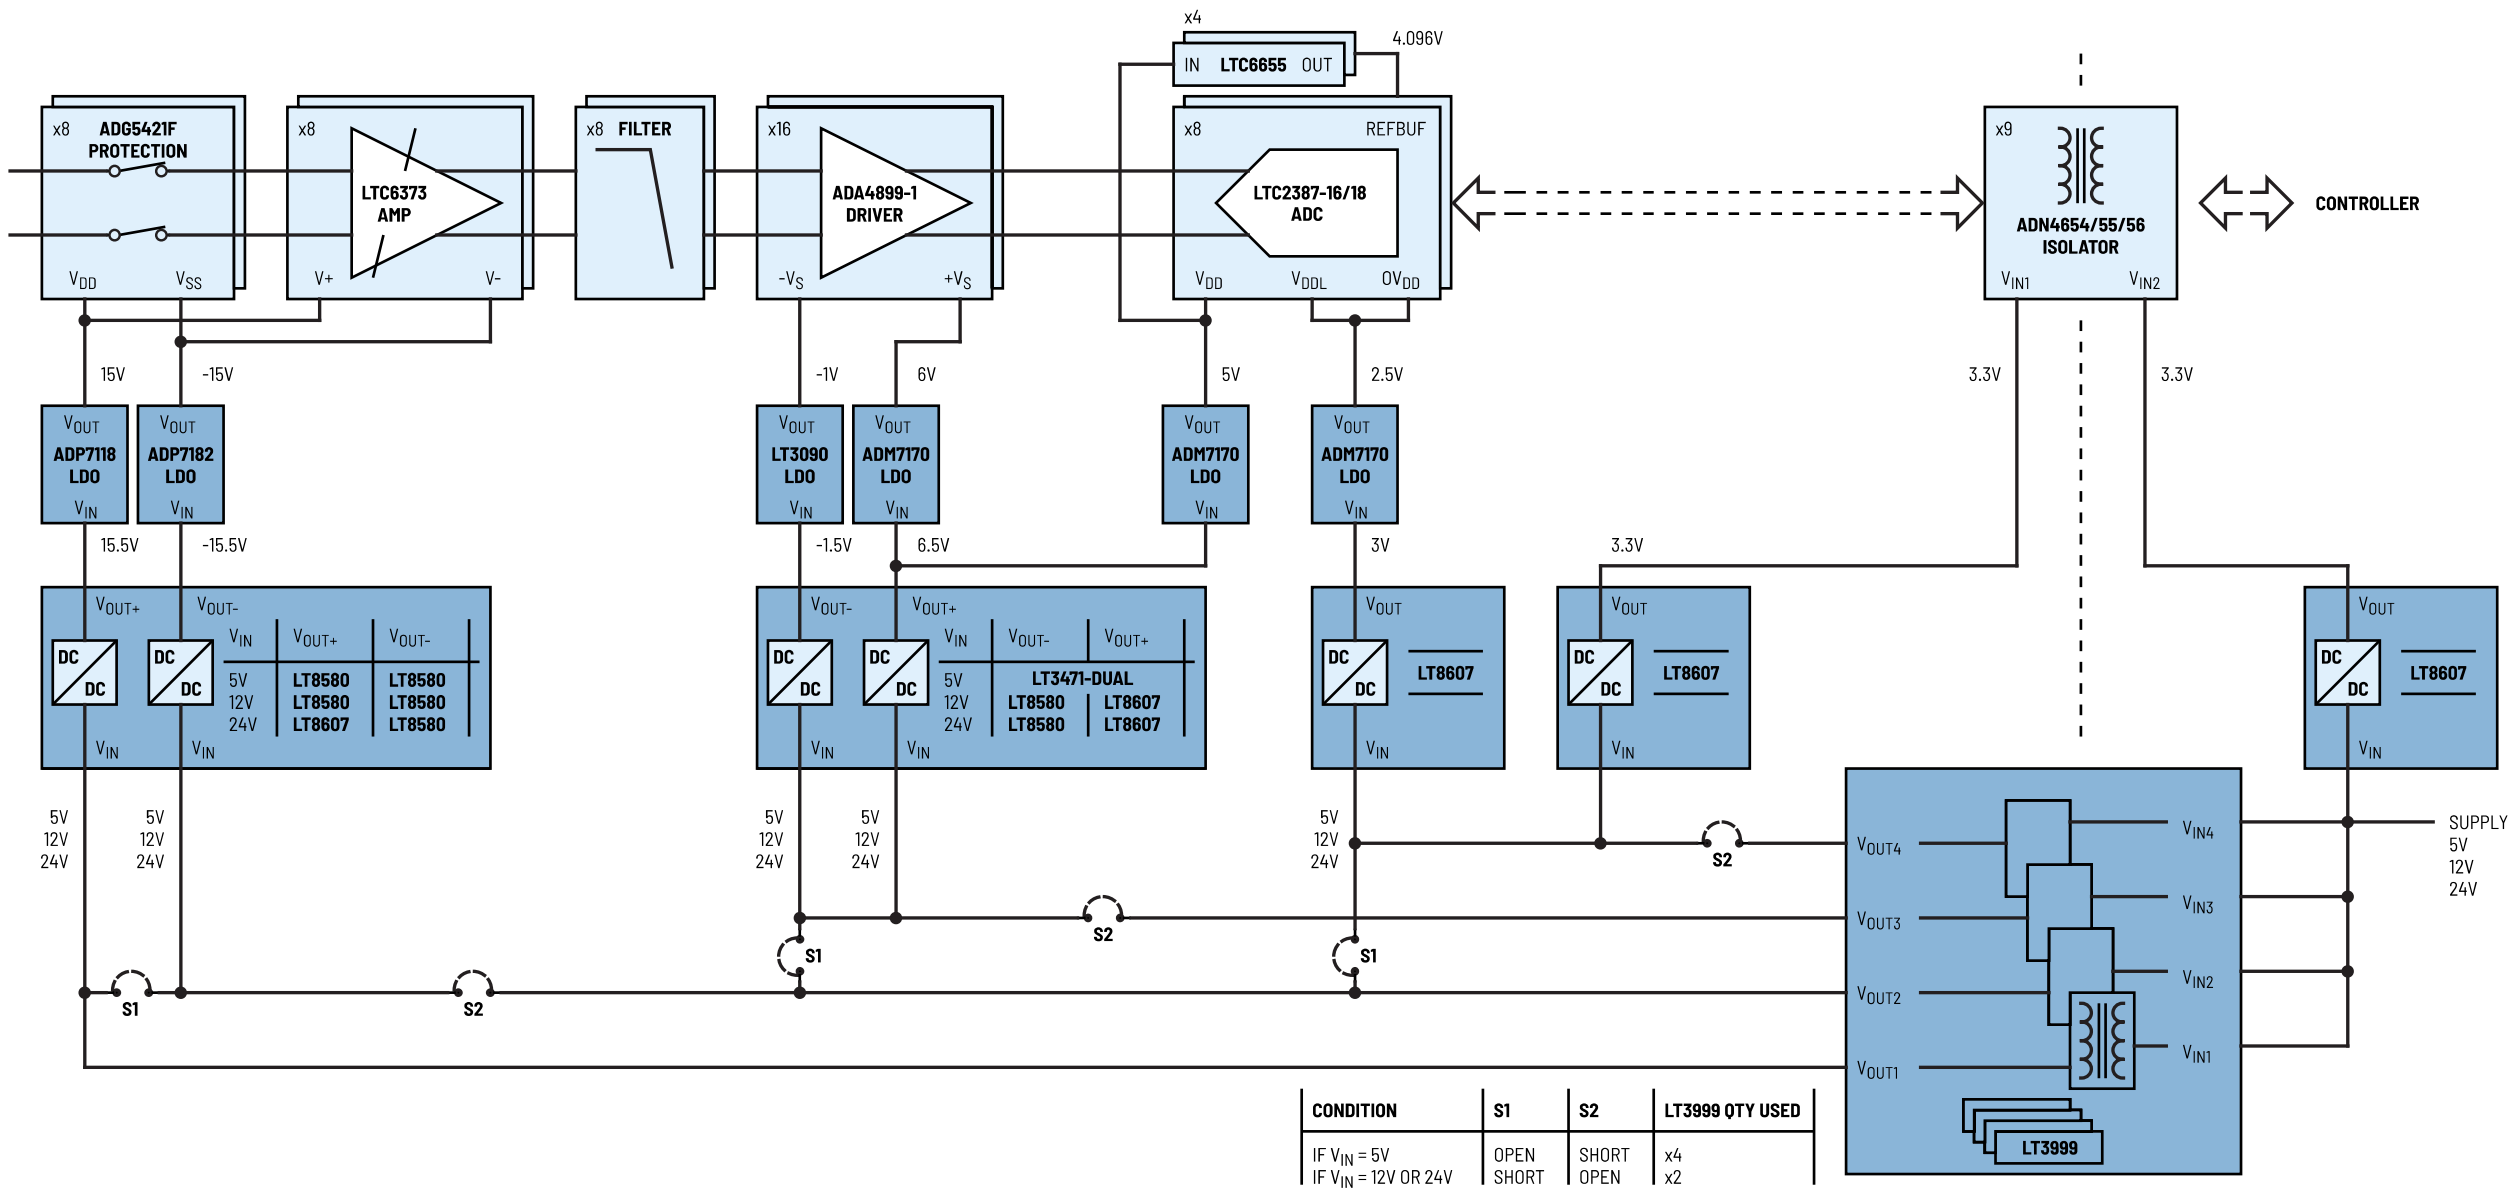 x4
4.096V
IN LTC6655 OUT
x8 ADG5421F
PROTECTION
VDD VSS
x8
LTC6373
AMP
V+ V-
x8 FILTER
x16
ADA4899-1
DRIVER
-VS +VS
x8 REFBUF
LTC2387-16/18
ADC
VDD VDDL OVDD
x9
ADN4654/55/56
ISOLATOR
VIN1 VIN2
CONTROLLER
15V -15V -1V 6V 5V 2.5V 3.3V 3.3V
VOUT
ADP7118
LDO
VIN
VOUT
ADP7182
LDO
VIN
VOUT
LT3090
LDO
VIN
VOUT
ADM7170
LDO
VIN
VOUT
ADM7170
LDO
VIN
VOUT
ADM7170
LDO
VIN
15.5V -15.5V -1.5V 6.5V 3V 3.3V
VOUT+ VOUT-
DC
DC
DC
DC
VIN VOUT+ VOUT-
5V LT8580 LT8580
12V LT8580 LT8580
24V LT8607 LT8580
VIN VIN
VOUT- VOUT+
DC
DC
DC
DC
VIN VOUT- VOUT+
5V LT3471-DUAL
12V LT8580 LT8607
24V LT8580 LT8607
VIN VIN
VOUT
DC
DC
LT8607
VIN
VOUT
DC
DC
LT8607
VIN
VOUT
DC
DC
LT8607
VIN
5V
12V
24V
5V
12V
24V
5V
12V
24V
5V
12V
24V
5V
12V
24V
SUPPLY
5V
12V
24V
S2
S2
S1
S1
S1
S2
VOUT4 VIN4
VOUT3 VIN3
VOUT2 VIN2
VOUT1 VIN1
LT3999
CONDITION S1 S2 LT3999 QTY USED
IF VIN = 5V OPEN SHORT x4
IF VIN = 12V OR 24V SHORT OPEN x2